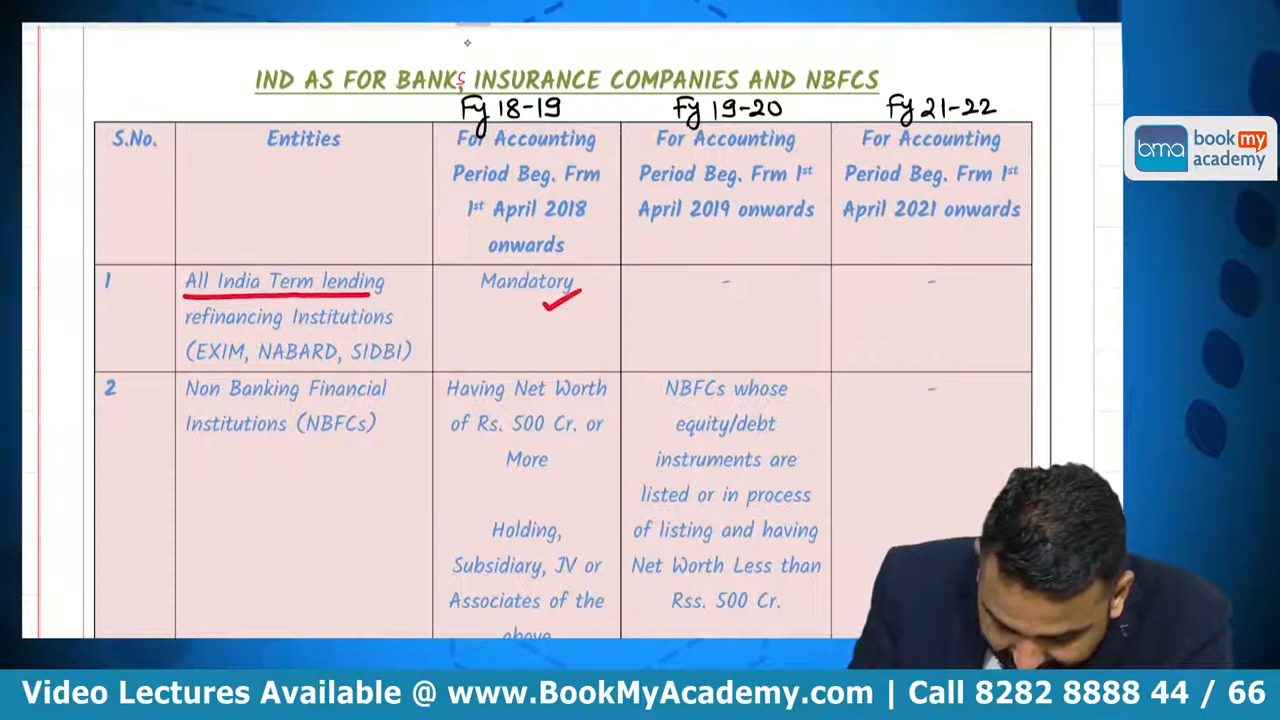 IND AS FOR BANKS INSURANCE COMPANIES AND NBFCS
Fy 18-19 Fy 19-20 Fy 21-22
S.No.
Entities
For Accounting
Period Beg. Frm
1st April 2018
onwards
For Accounting
Period Beg. Frm 1st
April 2019 onwards
For Accounting
Period Beg. Frm 1st
April 2021 onwards
1
All India Term lending
refinancing Institutions
(EXIM, NABARD, SIDBI)
Mandatory
-
-
2
Non Banking Financial
Institutions (NBFCs)
Having Net Worth
of Rs. 500 Cr. or
More
Holding,
Subsidiary, JV or
Associates of the
above
NBFCs whose
equity/debt
instruments are
listed or in process
of listing and having
Net Worth Less than
Rss. 500 Cr.
-
bma
book my
academy
Video Lectures Available @ www.BookMyAcademy.com | Call 8282 8888 44 / 66